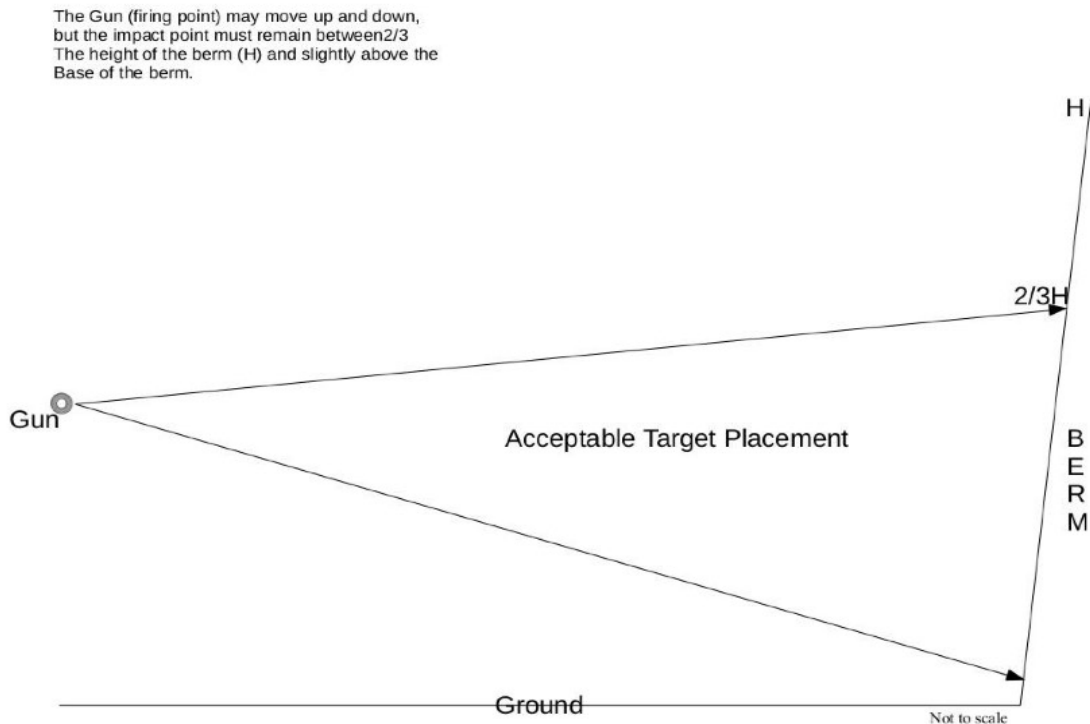 The Gun (firing point) may move up and down,
but the impact point must remain between2/3
The height of the berm (H) and slightly above the
Base of the berm.
H
2/3H
Gun
Acceptable Target Placement
B
E
R
M
Ground
Not to scale